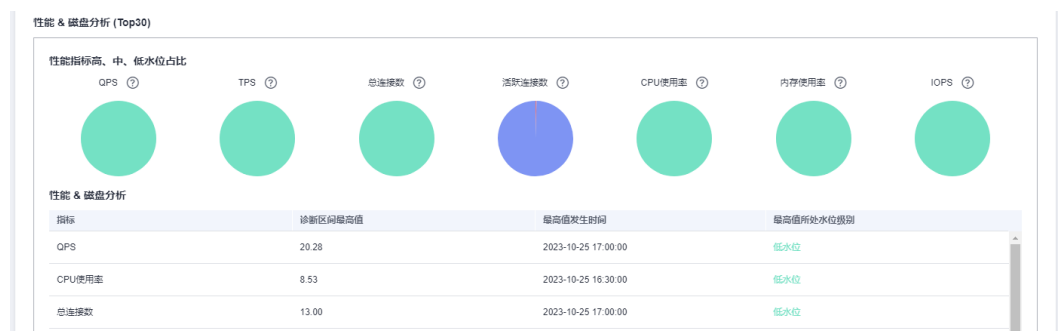 性能 & 磁盘分析 (Top30)
性能指标高、中、低水位占比
QPS ? TPS ? 总连接数 ? 活跃连接数 ? CPU使用率 ? 内存使用率 ? IOPS ?
性能 & 磁盘分析
指标 诊断区间最高值 最高值发生时间 最高值所处水位级别
QPS 20.28 2023-10-25 17:00:00 低水位
CPU使用率 8.53 2023-10-25 16:30:00 低水位
总连接数 13.00 2023-10-25 17:00:00 低水位